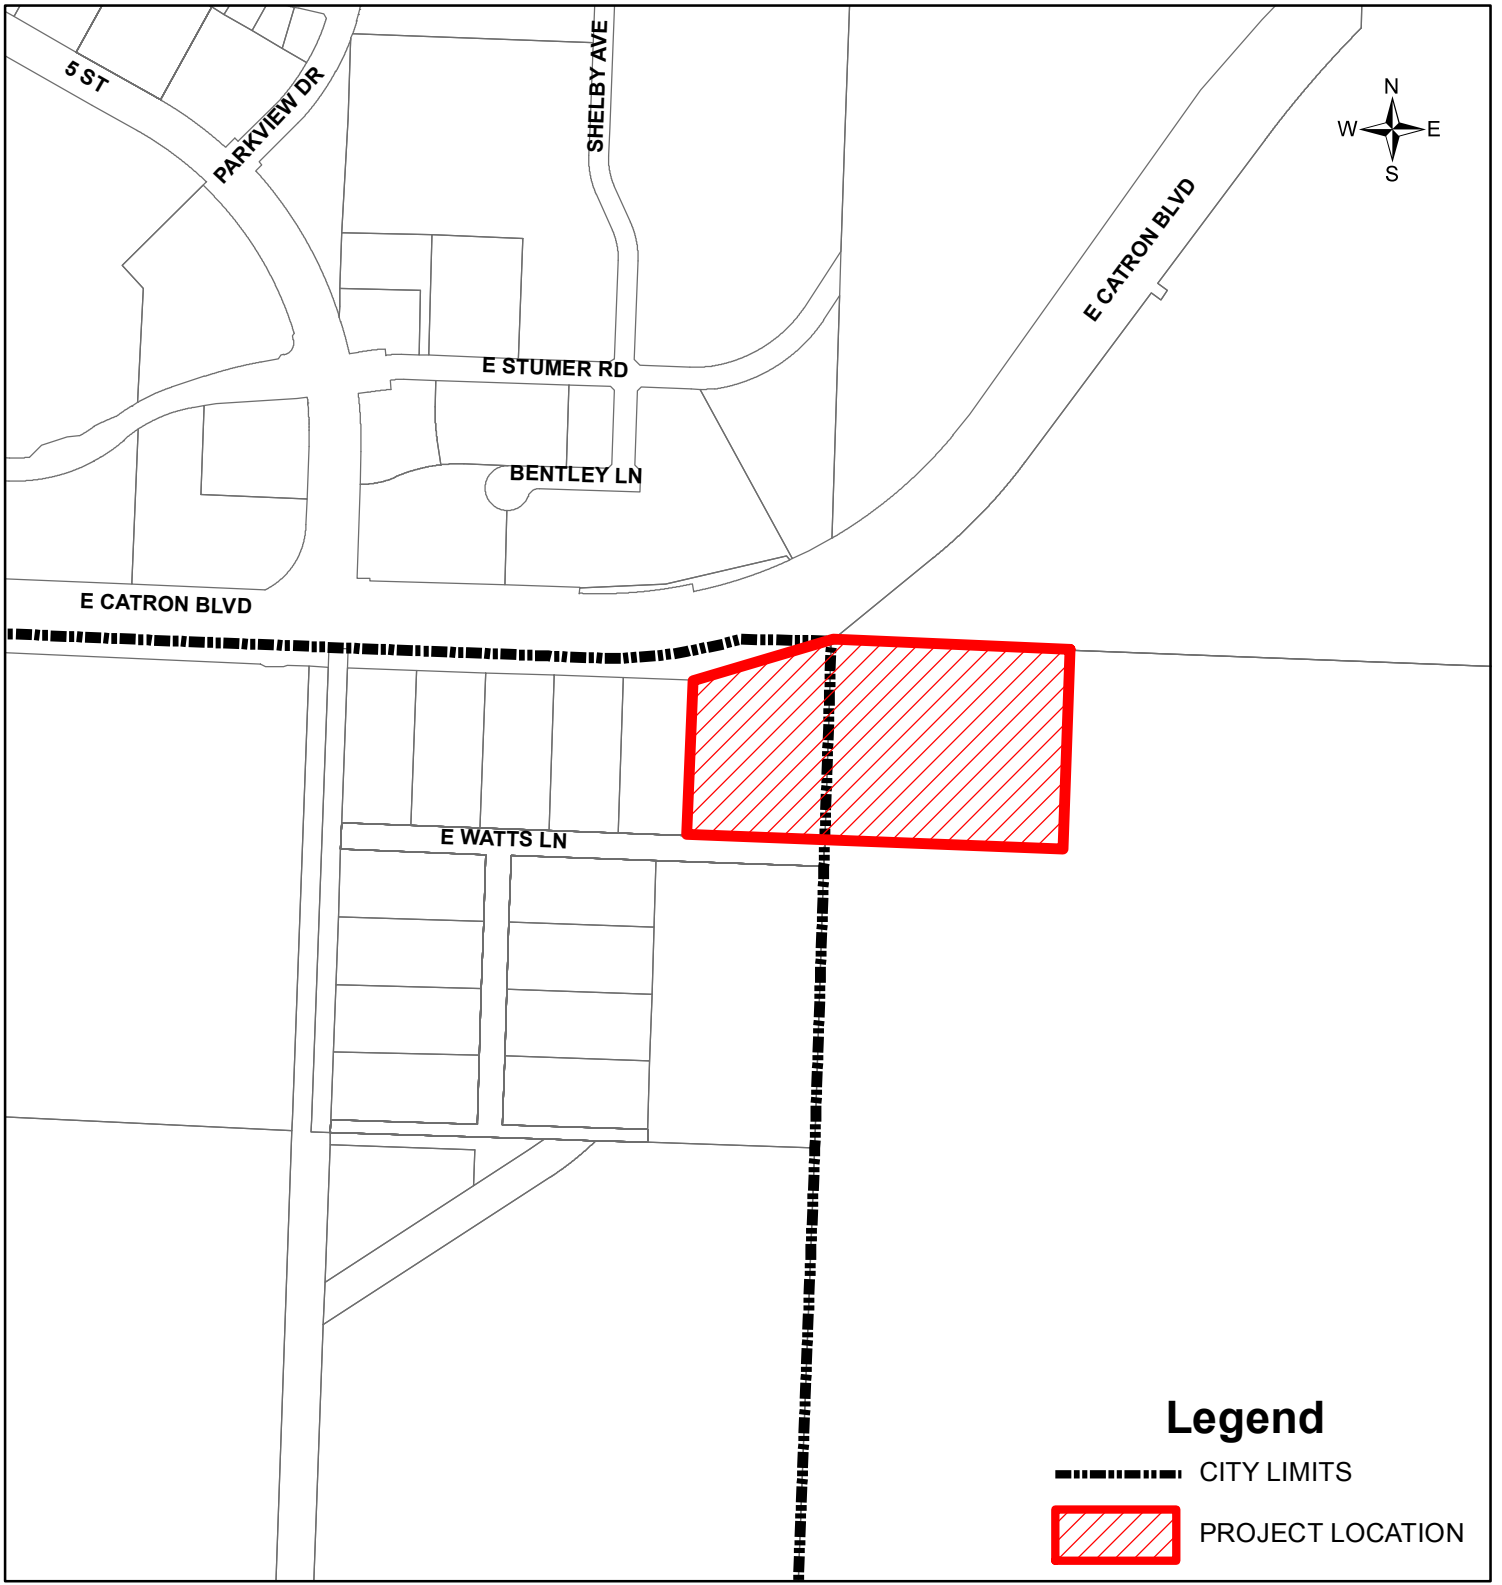 5 ST
PARKVIEW DR
SHELBY AVE
N
W
E
S
E CATRON BLVD
E STUMER RD
BENTLEY LN
E CATRON BLVD
E WATTS LN
Legend
CITY LIMITS
PROJECT LOCATION